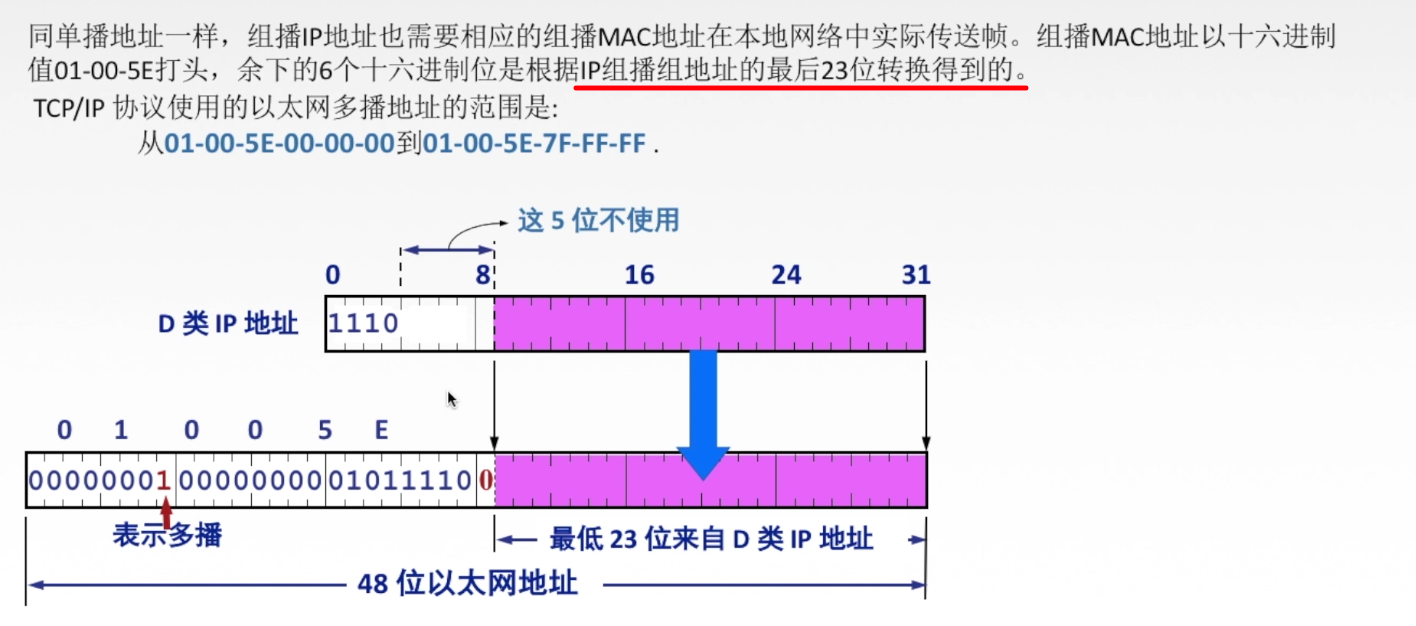 同单播地址一样，组播IP地址也需要相应的组播MAC地址在本地网络中实际传送帧。组播MAC地址以十六进制
值01-00-5E打头，余下的6个十六进制位是根据IP组播组地址的最后23位转换得到的。
TCP/IP 协议使用的以太网多播地址的范围是:
从01-00-5E-00-00-00到01-00-5E-7F-FF-FF .
这 5 位不使用
0 8 16 24 31
D 类 IP 地址 1110
0 1 0 0 5 E
00000001 00000000 01011110 0
表示多播
最低 23 位来自 D 类 IP 地址
48 位以太网地址